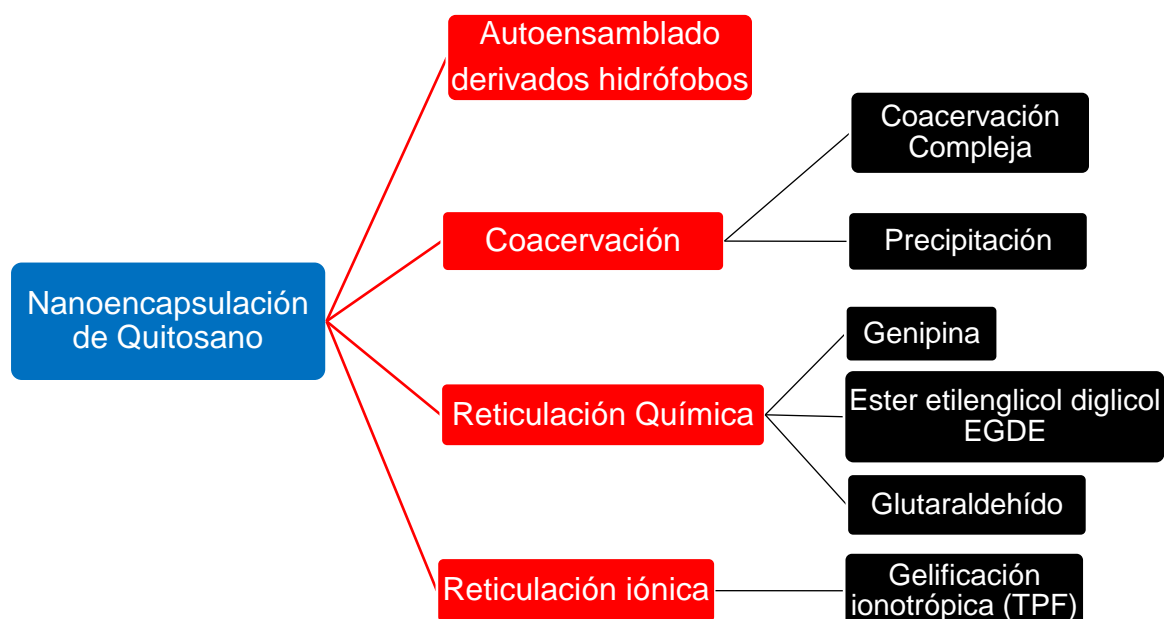 Autoensamblado
derivados hidrófobos
Coacervación
Compleja
Coacervación
Precipitación
Nanoencapsulación
de Quitosano
Genipina
Reticulación Química
Ester etilenglicol diglicol
EGDE
Glutaraldehído
Reticulación iónica
Gelificación
ionotrópica (TPF)